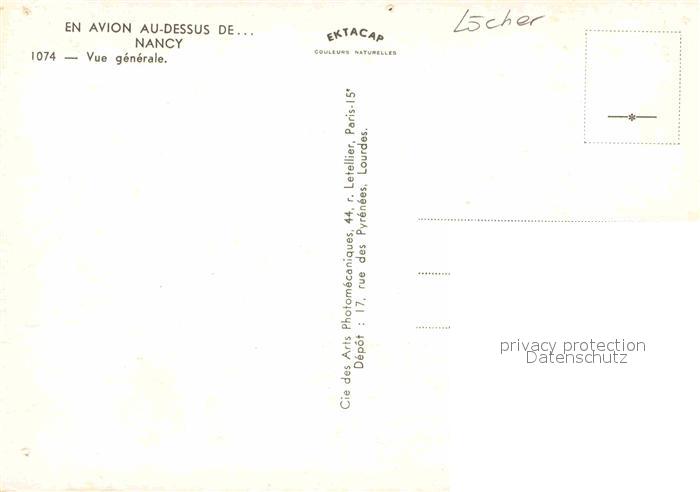 EN AVION AU-DESSUS DE...
NANCY
1074 — Vue générale.
EKTACAP
COULEURS NATURELLES
Löcher
Cie des Arts Photomécaniques, 44, r. Letellier, Paris-15e
Dépôt : 17, rue des Pyrénées, Lourdes.
privacy protection
Datenschutz